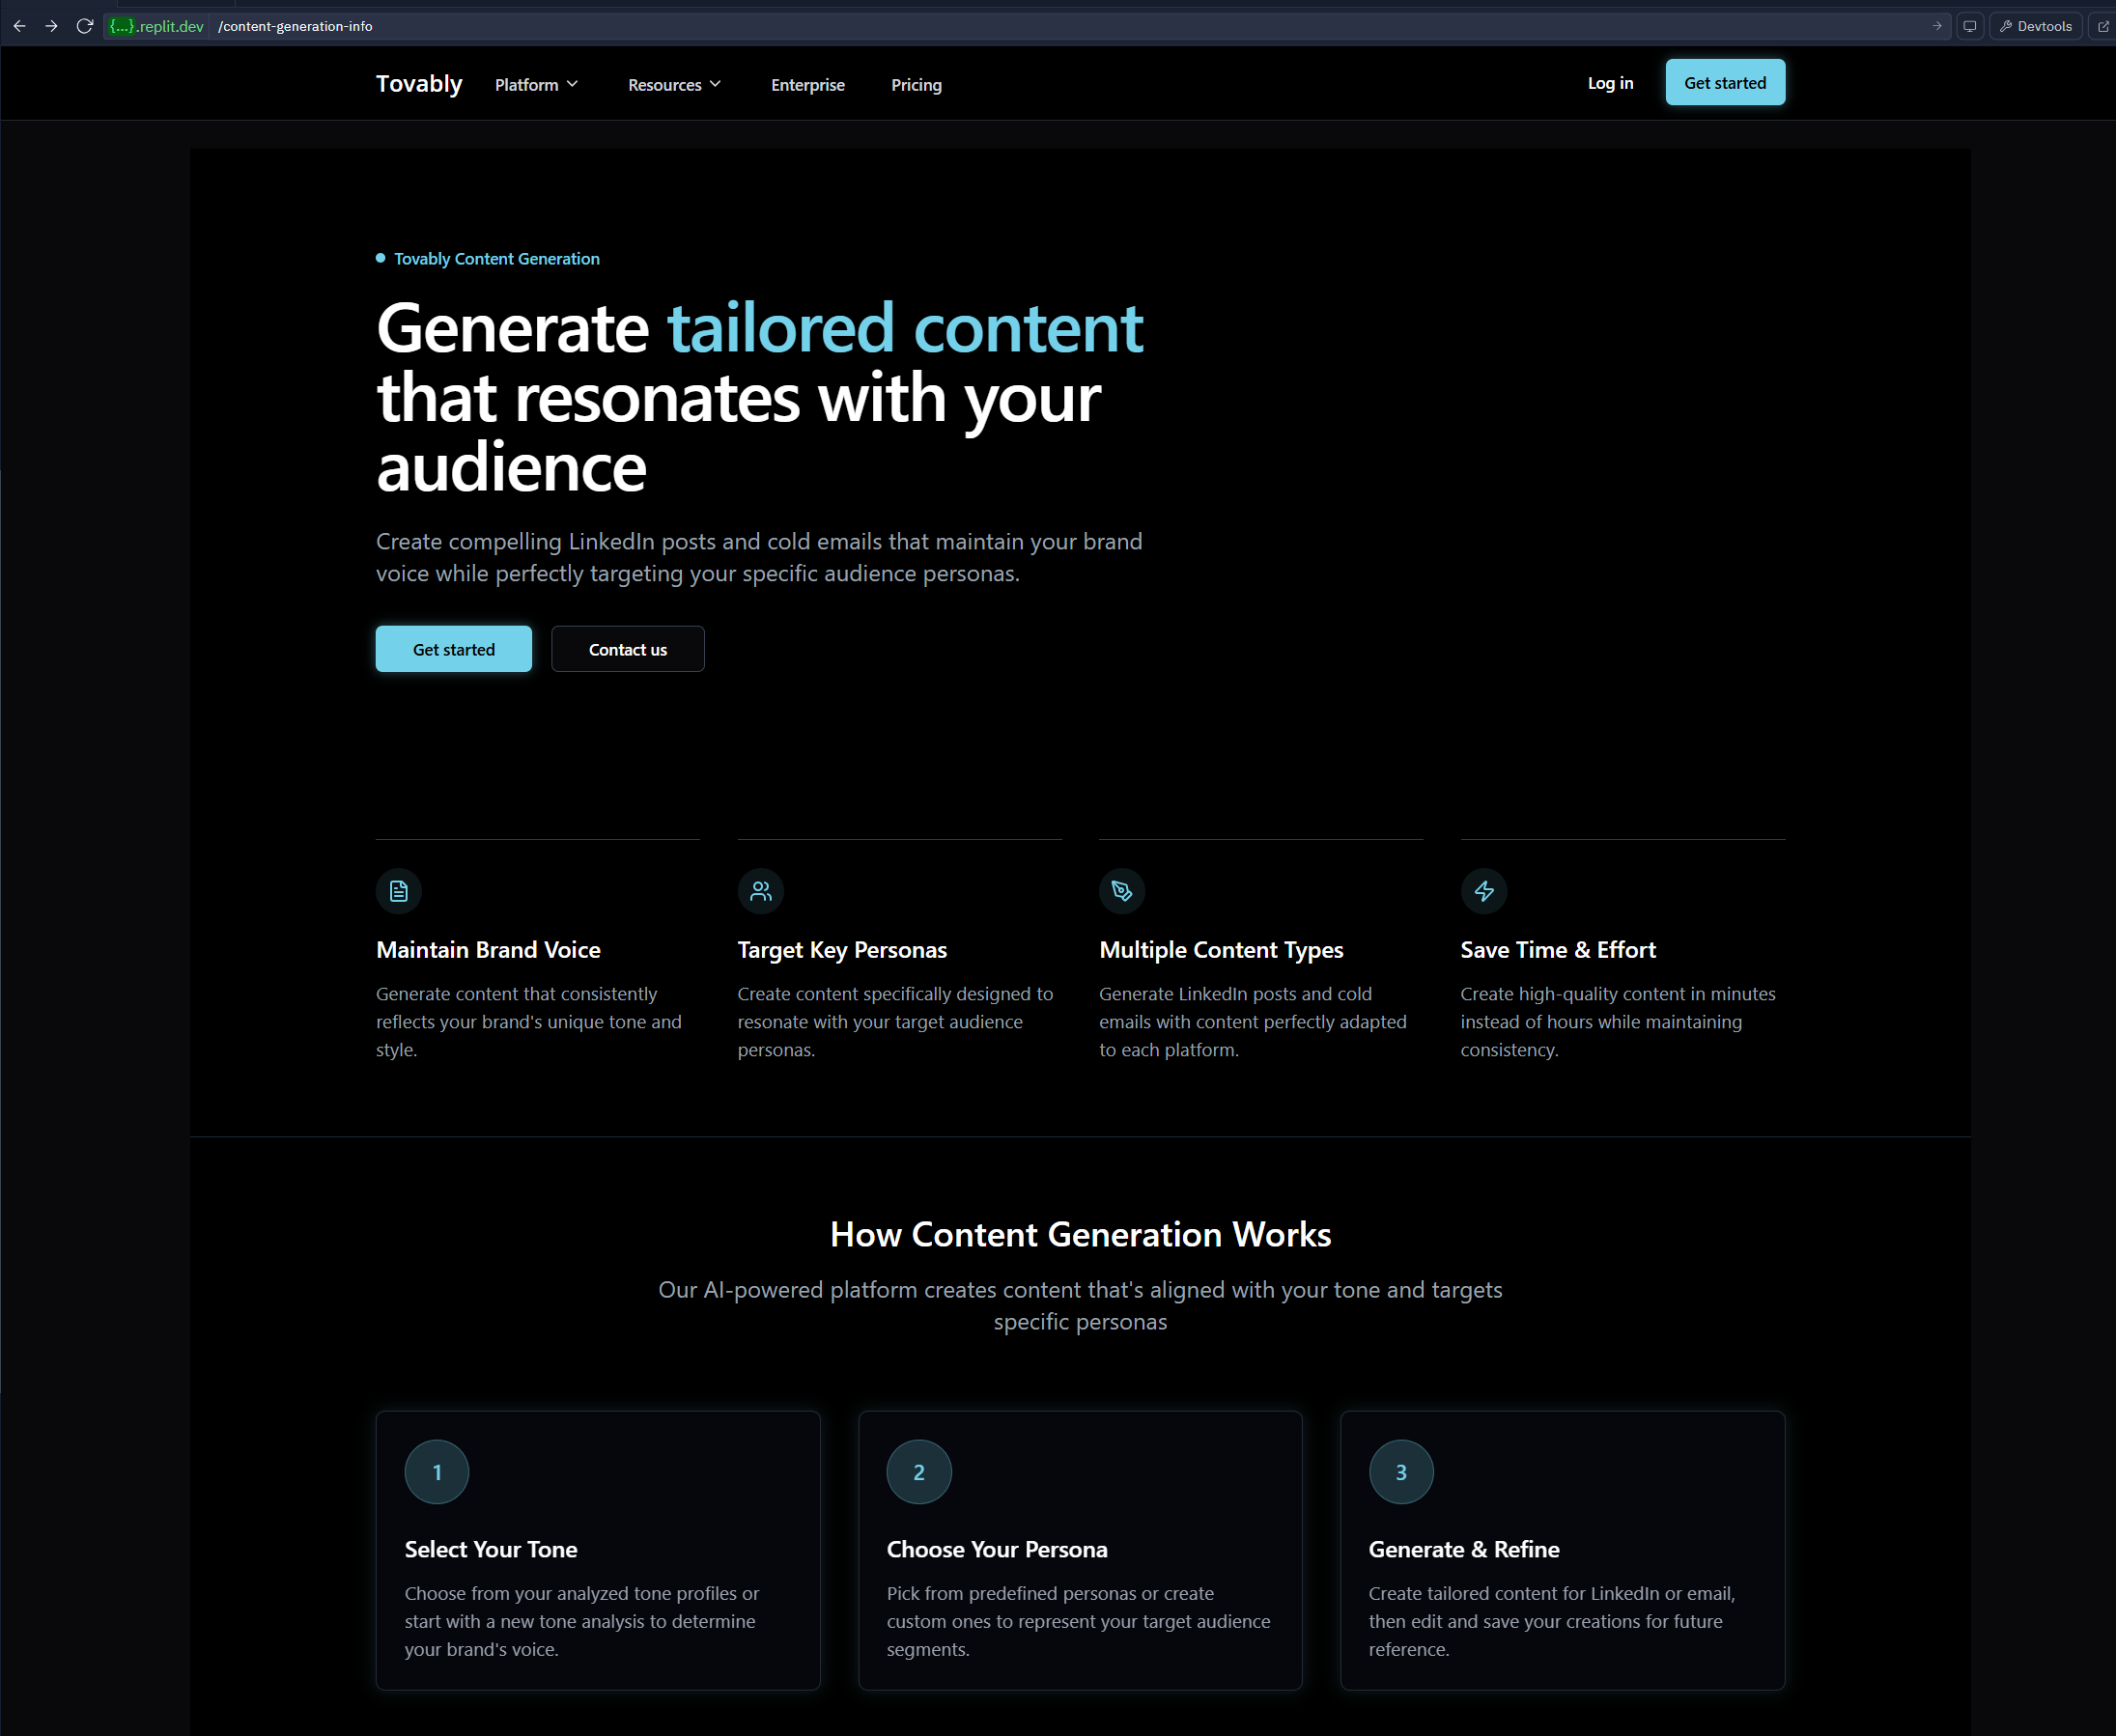 {...}.replit.dev /content-generation-info
Devtools
Tovably Platform Resources Enterprise Pricing Log in Get started
Tovably Content Generation
Generate tailored content
that resonates with your
audience
Create compelling LinkedIn posts and cold emails that maintain your brand
voice while perfectly targeting your specific audience personas.
Get started Contact us
Maintain Brand Voice
Generate content that consistently
reflects your brand's unique tone and
style.
Target Key Personas
Create content specifically designed to
resonate with your target audience
personas.
Multiple Content Types
Generate LinkedIn posts and cold
emails with content perfectly adapted
to each platform.
Save Time & Effort
Create high-quality content in minutes
instead of hours while maintaining
consistency.
How Content Generation Works
Our AI-powered platform creates content that's aligned with your tone and targets
specific personas
1
Select Your Tone
Choose from your analyzed tone profiles or
start with a new tone analysis to determine
your brand's voice.
2
Choose Your Persona
Pick from predefined personas or create
custom ones to represent your target audience
segments.
3
Generate & Refine
Create tailored content for LinkedIn or email,
then edit and save your creations for future
reference.